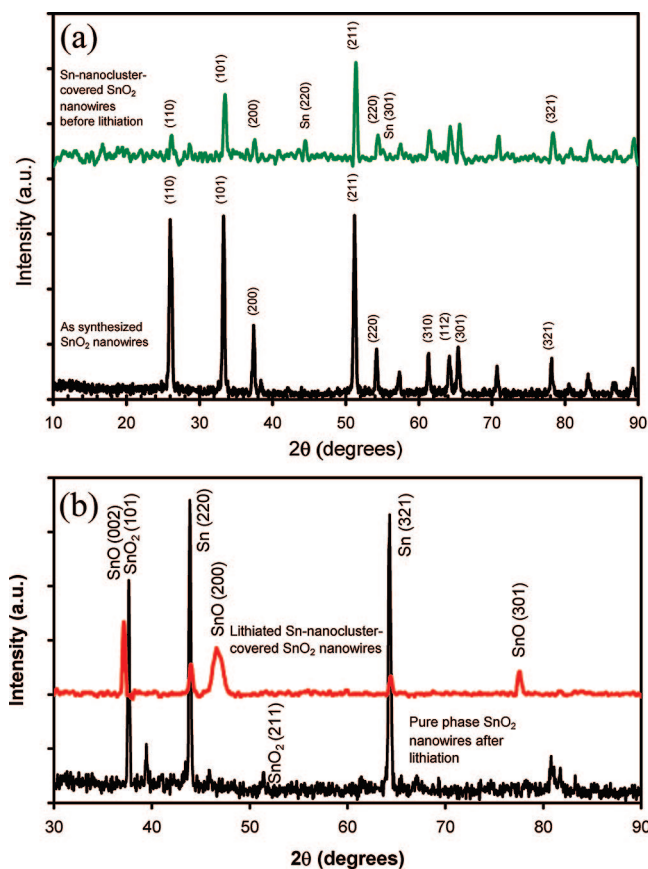 (a)
Sn-nanocluster-
covered SnO2
nanowires
before lithiation
(110)
(101)
(200)
Sn (220)
(211)
(220)
Sn (301)
(321)
(110)
(101)
(200)
(211)
(220)
(310)
(112)
(301)
(321)
As synthesized
SnO2 nanowires
Intensity (a.u.)
10 20 30 40 50 60 70 80 90
2θ (degrees)
(b)
SnO (002)
SnO2 (101)
Sn (220)
SnO (200)
Sn (321)
SnO (301)
Lithiated Sn-nanocluster-
covered SnO2 nanowires
SnO2 (211)
Pure phase SnO2
nanowires after
lithiation
Intensity (a.u.)
30 40 50 60 70 80 90
2θ (degrees)